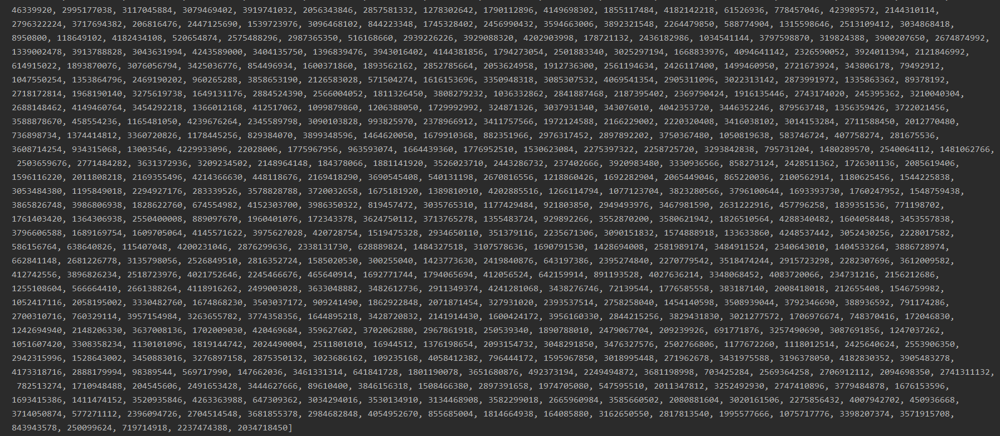 46339920, 2995177038, 3117045884, 3079469402, 3919741032, 2056343846, 2857581332, 1278302642, 1790112896, 4149698302, 1855117484, 4182142218, 61526936, 778457046, 423989572, 2144310114,
2796322224, 3717694382, 206816476, 2447125690, 1539723976, 3096468102, 844223348, 1745328402, 2456990432, 3594663006, 3892321548, 2264479850, 588774904, 1315598646, 2513109412, 3034868418,
8950800, 118649102, 4182434108, 520654874, 2575488296, 2987365350, 516168660, 2939226226, 3929088320, 4202903998, 178721132, 2436182986, 1034541144, 3797598870, 319824388, 3900207650, 2674874992,
1339002478, 3913788828, 3043631994, 4243589000, 3404135750, 1396839476, 3943016402, 4144381856, 1794273054, 2501883340, 3025297194, 1668833976, 4094641142, 2326590052, 3924011394, 2121846992,
614915022, 1893870076, 3076056794, 3425036776, 854496934, 1600371860, 1893562162, 2852785664, 2053624958, 1912736300, 2561194634, 2426117400, 1499460950, 2721673924, 343806178, 79492912,
1047550254, 1353864796, 2469190202, 960265288, 3858653190, 2126583028, 571504274, 1616153696, 3350948318, 3085307532, 4069541354, 2905311096, 3022313142, 2873991972, 1335863362, 89378192,
2718172814, 1968190140, 3275619738, 1649131176, 2884524390, 2566004052, 1811326450, 3808279232, 1036332862, 2841887468, 2187395402, 2369790424, 1916135446, 2743174020, 245395362, 3210040304,
2688148462, 4149460764, 3454292218, 1366012168, 412517062, 1099879860, 1206388050, 1729992992, 324871326, 3037931340, 343076010, 4042353720, 3446352246, 879563748, 1356359426, 3722021456,
3588878670, 458554236, 1165481050, 4239676264, 2345589798, 3090103828, 993825970, 2378966912, 3411757566, 1972124588, 2166229002, 2220320408, 3416038102, 3014153284, 2711588450, 2012770480,
736898734, 1374414812, 3360720826, 1178445256, 829384070, 3899348596, 1464620050, 1679910368, 882351966, 2976317452, 2897892202, 3750367480, 1050819638, 583746724, 407758274, 281675536,
3608714254, 934315068, 13003546, 4229933096, 22028006, 1775967956, 963593074, 1664439360, 1776952510, 1530623084, 2275397322, 2258725720, 3293842838, 795731204, 1480289570, 2540064112, 1481062766,
2503659676, 2771484282, 3631372936, 3209234502, 2148964148, 184378066, 1881141920, 3526023710, 2443286732, 237402666, 3920983480, 3330936566, 858273124, 2428511362, 1726301136, 2085619406,
1596116220, 2011808218, 2169355496, 4214366630, 448118676, 2169418290, 3690545408, 540131198, 2670816556, 1218860426, 1692282904, 2065449046, 865220036, 2100562914, 1180625456, 1544225838,
3053484380, 1195849018, 2294927176, 283339526, 3578828788, 3720032658, 1675181920, 1389810910, 4202885516, 1266114794, 1077123704, 3823280566, 3796100644, 1693393730, 1760247952, 1548759438,
3865826748, 3986806938, 1828622760, 674554982, 4152303700, 3986350322, 819457472, 3035765310, 1177429484, 921803850, 2949493976, 3467981590, 2631222916, 457796258, 1839351536, 771198702,
1761403420, 1364306938, 2550400008, 889097670, 1960401076, 172343378, 3624750112, 3713765278, 1355483724, 929892266, 3552870200, 3580621942, 1826510564, 4288340482, 1604058448, 3453557838,
3796606588, 1689169754, 1609705064, 4145571622, 3975627028, 420728754, 1519475328, 2934650110, 351379116, 2235671306, 3090151832, 1574888918, 133633860, 4248537442, 3052430256, 2228017582,
586156764, 638640826, 115407048, 4200231046, 2876299636, 2338131730, 628889824, 1484327518, 3107578636, 1690791530, 1428694008, 2581989174, 3484911524, 2340643010, 1404533264, 3886728974,
662841148, 2681226778, 3135798056, 2526849510, 2816352724, 1585020530, 300255040, 1423773630, 2419840876, 643197386, 2395274840, 2270779542, 3518474244, 2915723298, 2282307696, 3612009582,
412742556, 3896826234, 2518723976, 4021752646, 2245466676, 465640914, 1692771744, 1794065694, 412056524, 642159914, 891193528, 4027636214, 3348068452, 4083720066, 234731216, 2156212686,
1255108604, 566664410, 2661388264, 4118916262, 2499003028, 3633048882, 3482612736, 2911349374, 4241281068, 3438276746, 72139544, 1776585558, 383187140, 2008418018, 212655408, 1546759982,
1052417116, 2058195002, 3330482760, 1674868230, 3503037172, 909241490, 1862922848, 2071871454, 327931020, 2393537514, 2758258040, 1454140598, 3508939044, 3792346690, 388936592, 791174286,
2700310716, 760329114, 3957154984, 3263655782, 3774358356, 1644895218, 3428720832, 2141914430, 1600424172, 3956160330, 2844215256, 3829431830, 3021277572, 1706976674, 748370416, 172046830,
1242694940, 2148206330, 3637008136, 1702009030, 420469684, 359627602, 3702062880, 2967861918, 250539340, 1890788010, 2479067704, 209239926, 691771876, 3257490690, 3087691856, 1247037262,
1051607420, 3308358234, 1130101096, 1819144742, 2024490004, 2511801010, 16944512, 1376198654, 2093154732, 3048291850, 3476327576, 2502766806, 1177672260, 1118012514, 2425640624, 2553906350,
2942315996, 1528643002, 3450883016, 3276897158, 2875350132, 3023686162, 109235168, 4058412382, 796444172, 1595967850, 3018995448, 271962678, 3431975588, 3196378050, 4182830352, 3905483278,
4173318716, 2888179994, 98389544, 569717990, 147662036, 3461331314, 641841728, 1801190078, 3651680876, 492373194, 2249494872, 3681198998, 703425284, 2569364258, 2706912112, 2094698350, 2741311132,
782513274, 1710948488, 204545606, 2491653428, 3444627666, 89610400, 3846156318, 1508466380, 2897391658, 1974705080, 547595510, 2011347812, 3252492930, 2747410896, 3779484878, 1676153596,
1693415386, 1411474152, 3520935846, 4263363988, 647309362, 3034294016, 3530134910, 3134468908, 3582299018, 2665960984, 3585660502, 2080881604, 3020161506, 2275856432, 4007942702, 450936668,
3714050874, 577271112, 2396094726, 2704514548, 3681855378, 2984682848, 4054952670, 855685004, 1814664938, 164085880, 3162650550, 2817813540, 1995577666, 1075717776, 3398207374, 3571915708,
843943578, 250099624, 719714918, 2237474388, 2034718450]